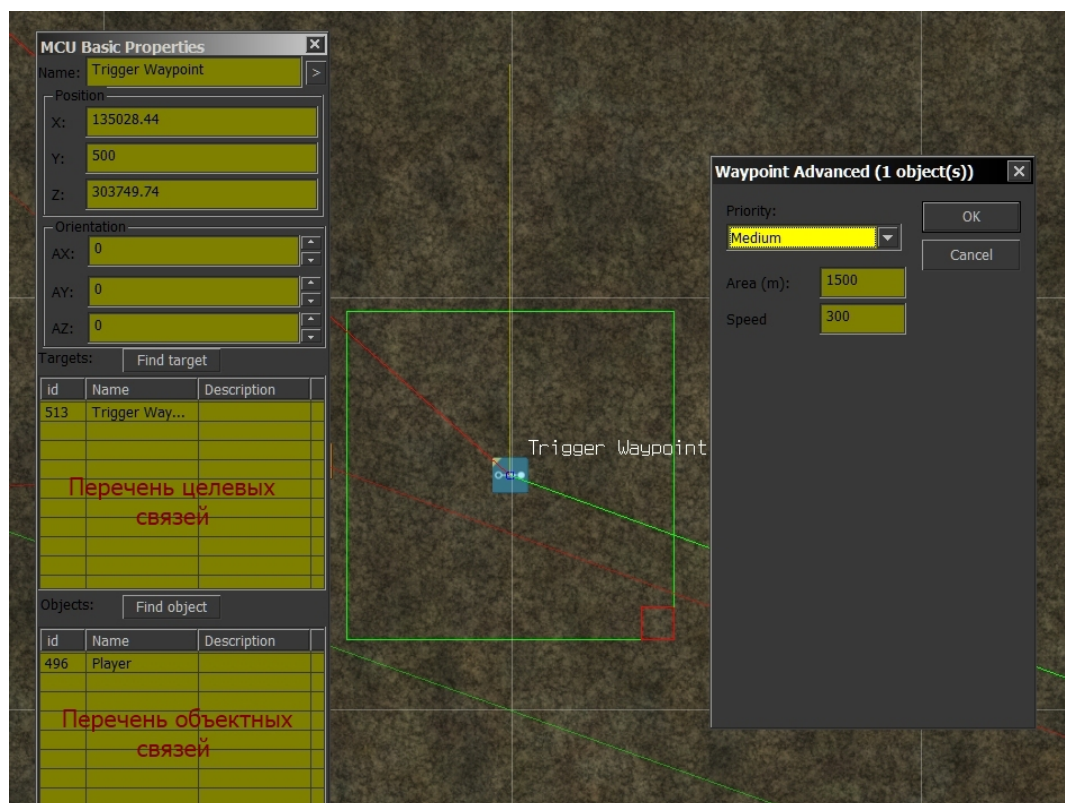 MCU Basic Properties
Name: Trigger Waypoint >
Position
X: 135028.44
Y: 500
Z: 303749.74
Orientation
AX: 0
AY: 0
AZ: 0
Targets: Find target
id Name Description
513 Trigger Way...
Перечень целевых
связей
Objects: Find object
id Name Description
496 Player
Перечень объектных
связей
Trigger Waypoint
Waypoint Advanced (1 object(s))
Priority:
Medium
OK
Cancel
Area (m): 1500
Speed 300